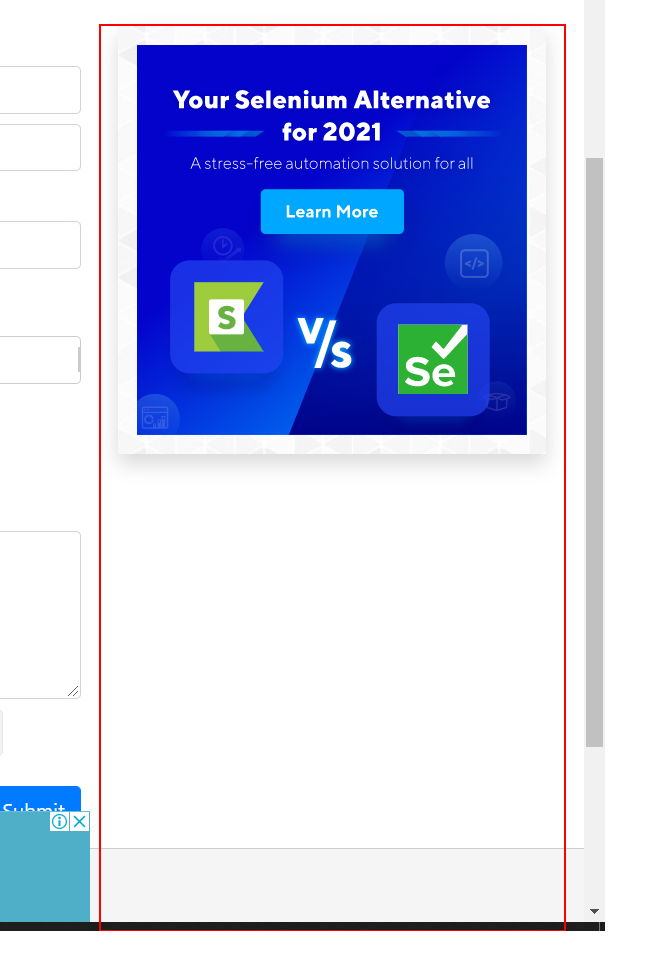 Your Selenium Alternative
for 2021
A stress-free automation solution for all
Learn More
S
V/s
Se
</>
Submit